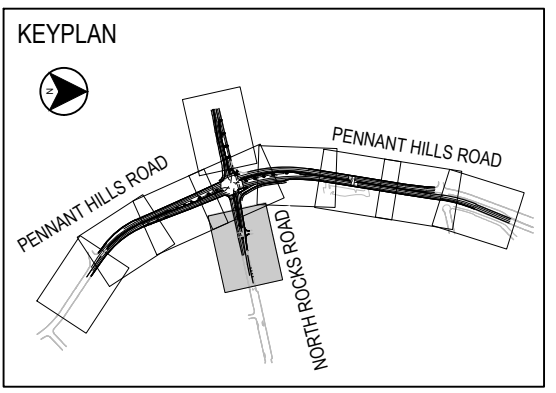 KEYPLAN
N
PENNANT HILLS ROAD
PENNANT HILLS ROAD
NORTH ROCKS ROAD